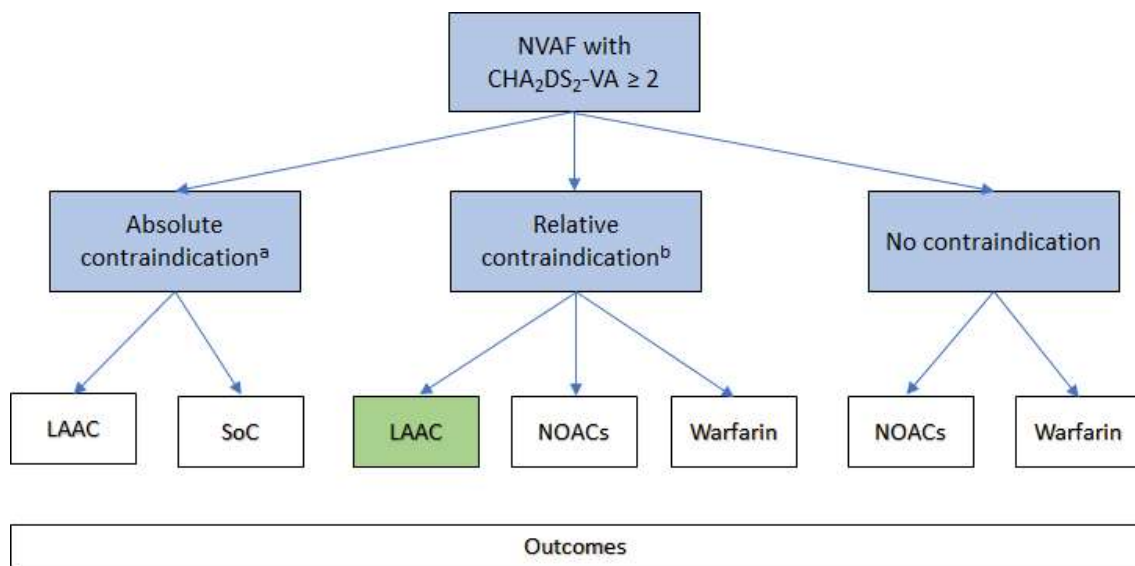 NVAF with
CHA₂DS₂-VA ≥ 2
Absolute
contraindicationᵃ
Relative
contraindicationᵇ
No contraindication
LAAC
SoC
LAAC
NOACs
Warfarin
NOACs
Warfarin
Outcomes